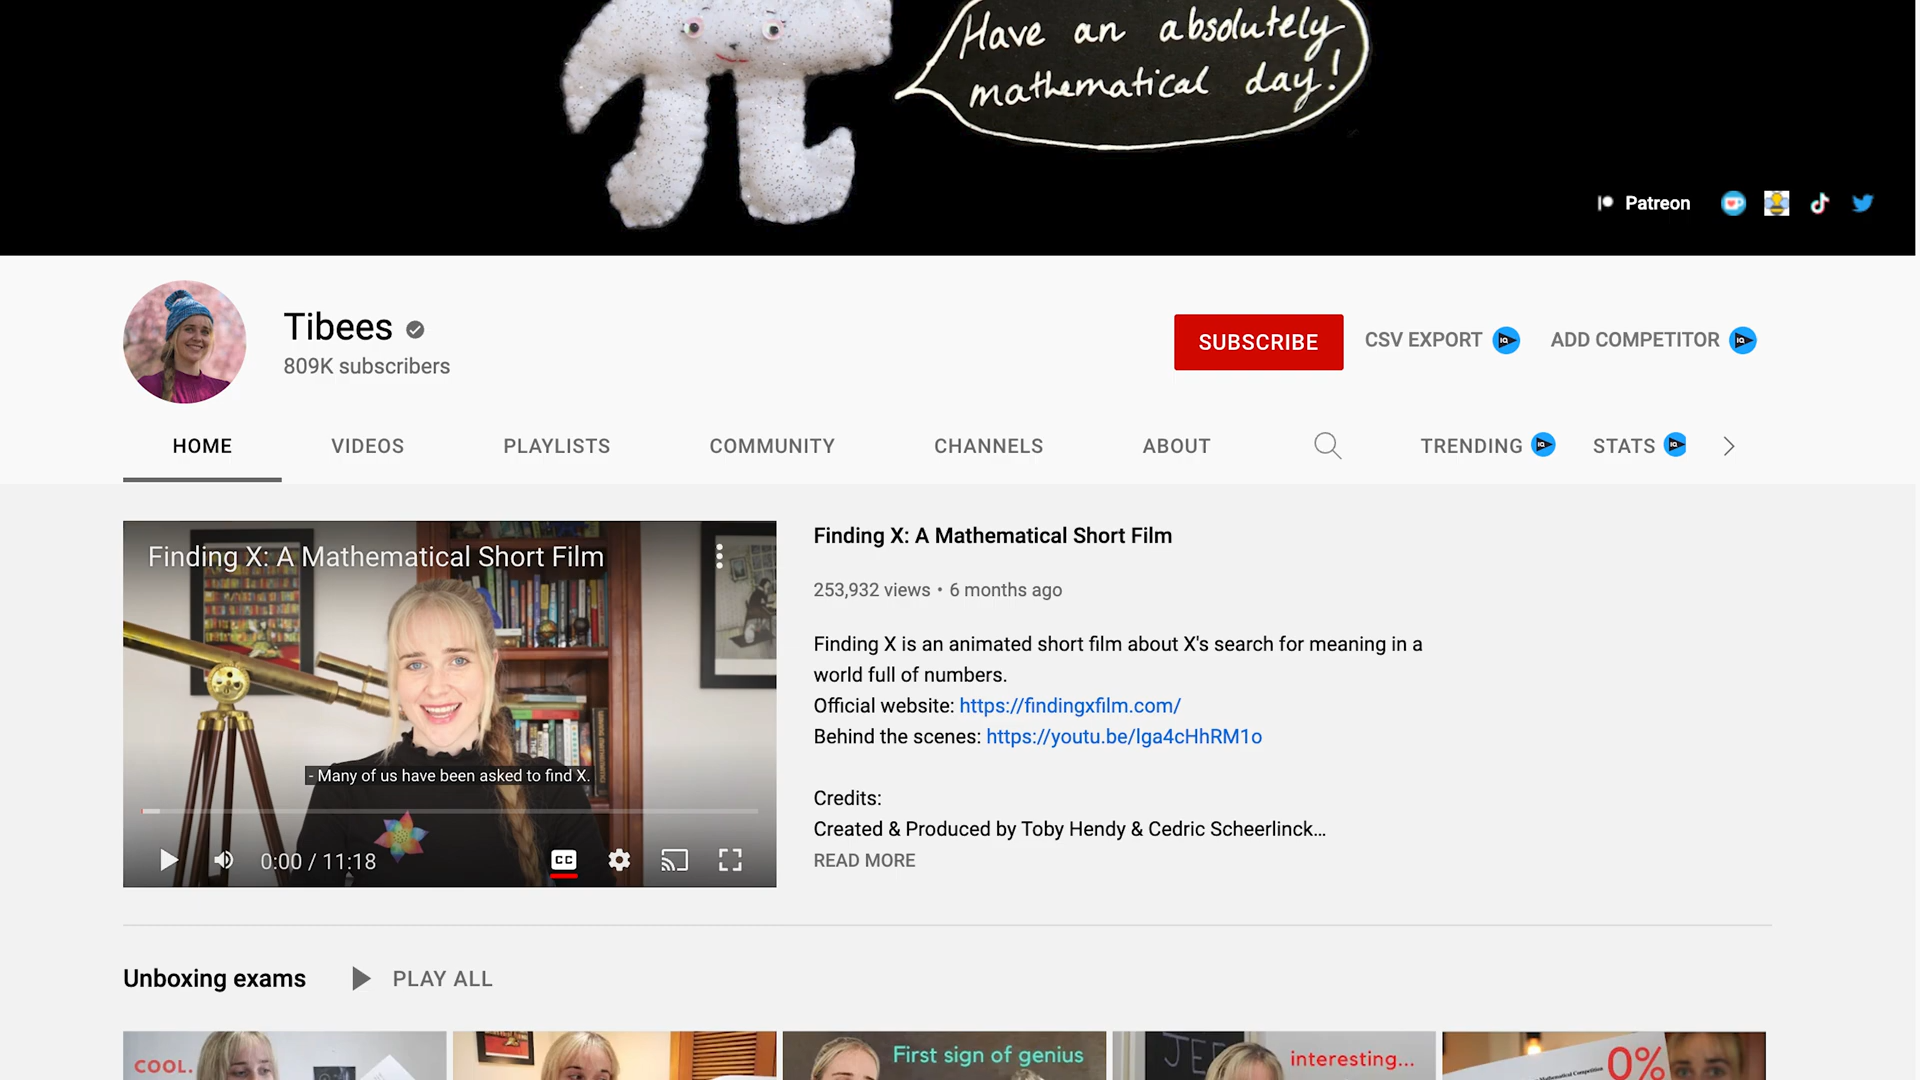 Have an absolutely
mathematical day!
Patreon
Tibees
809K subscribers
SUBSCRIBE
CSV EXPORT
ADD COMPETITOR
HOME
VIDEOS
PLAYLISTS
COMMUNITY
CHANNELS
ABOUT
TRENDING
STATS
Finding X: A Mathematical Short Film
- Many of us have been asked to find X.
0:00 / 11:18
CC
Finding X: A Mathematical Short Film
253,932 views • 6 months ago
Finding X is an animated short film about X's search for meaning in a
world full of numbers.
Official website: https://findingxfilm.com/
Behind the scenes: https://youtu.be/lga4cHhRM1o
Credits:
Created & Produced by Toby Hendy & Cedric Scheerlinck...
READ MORE
Unboxing exams
PLAY ALL
COOL.
First sign of genius
JEE
interesting...
0%